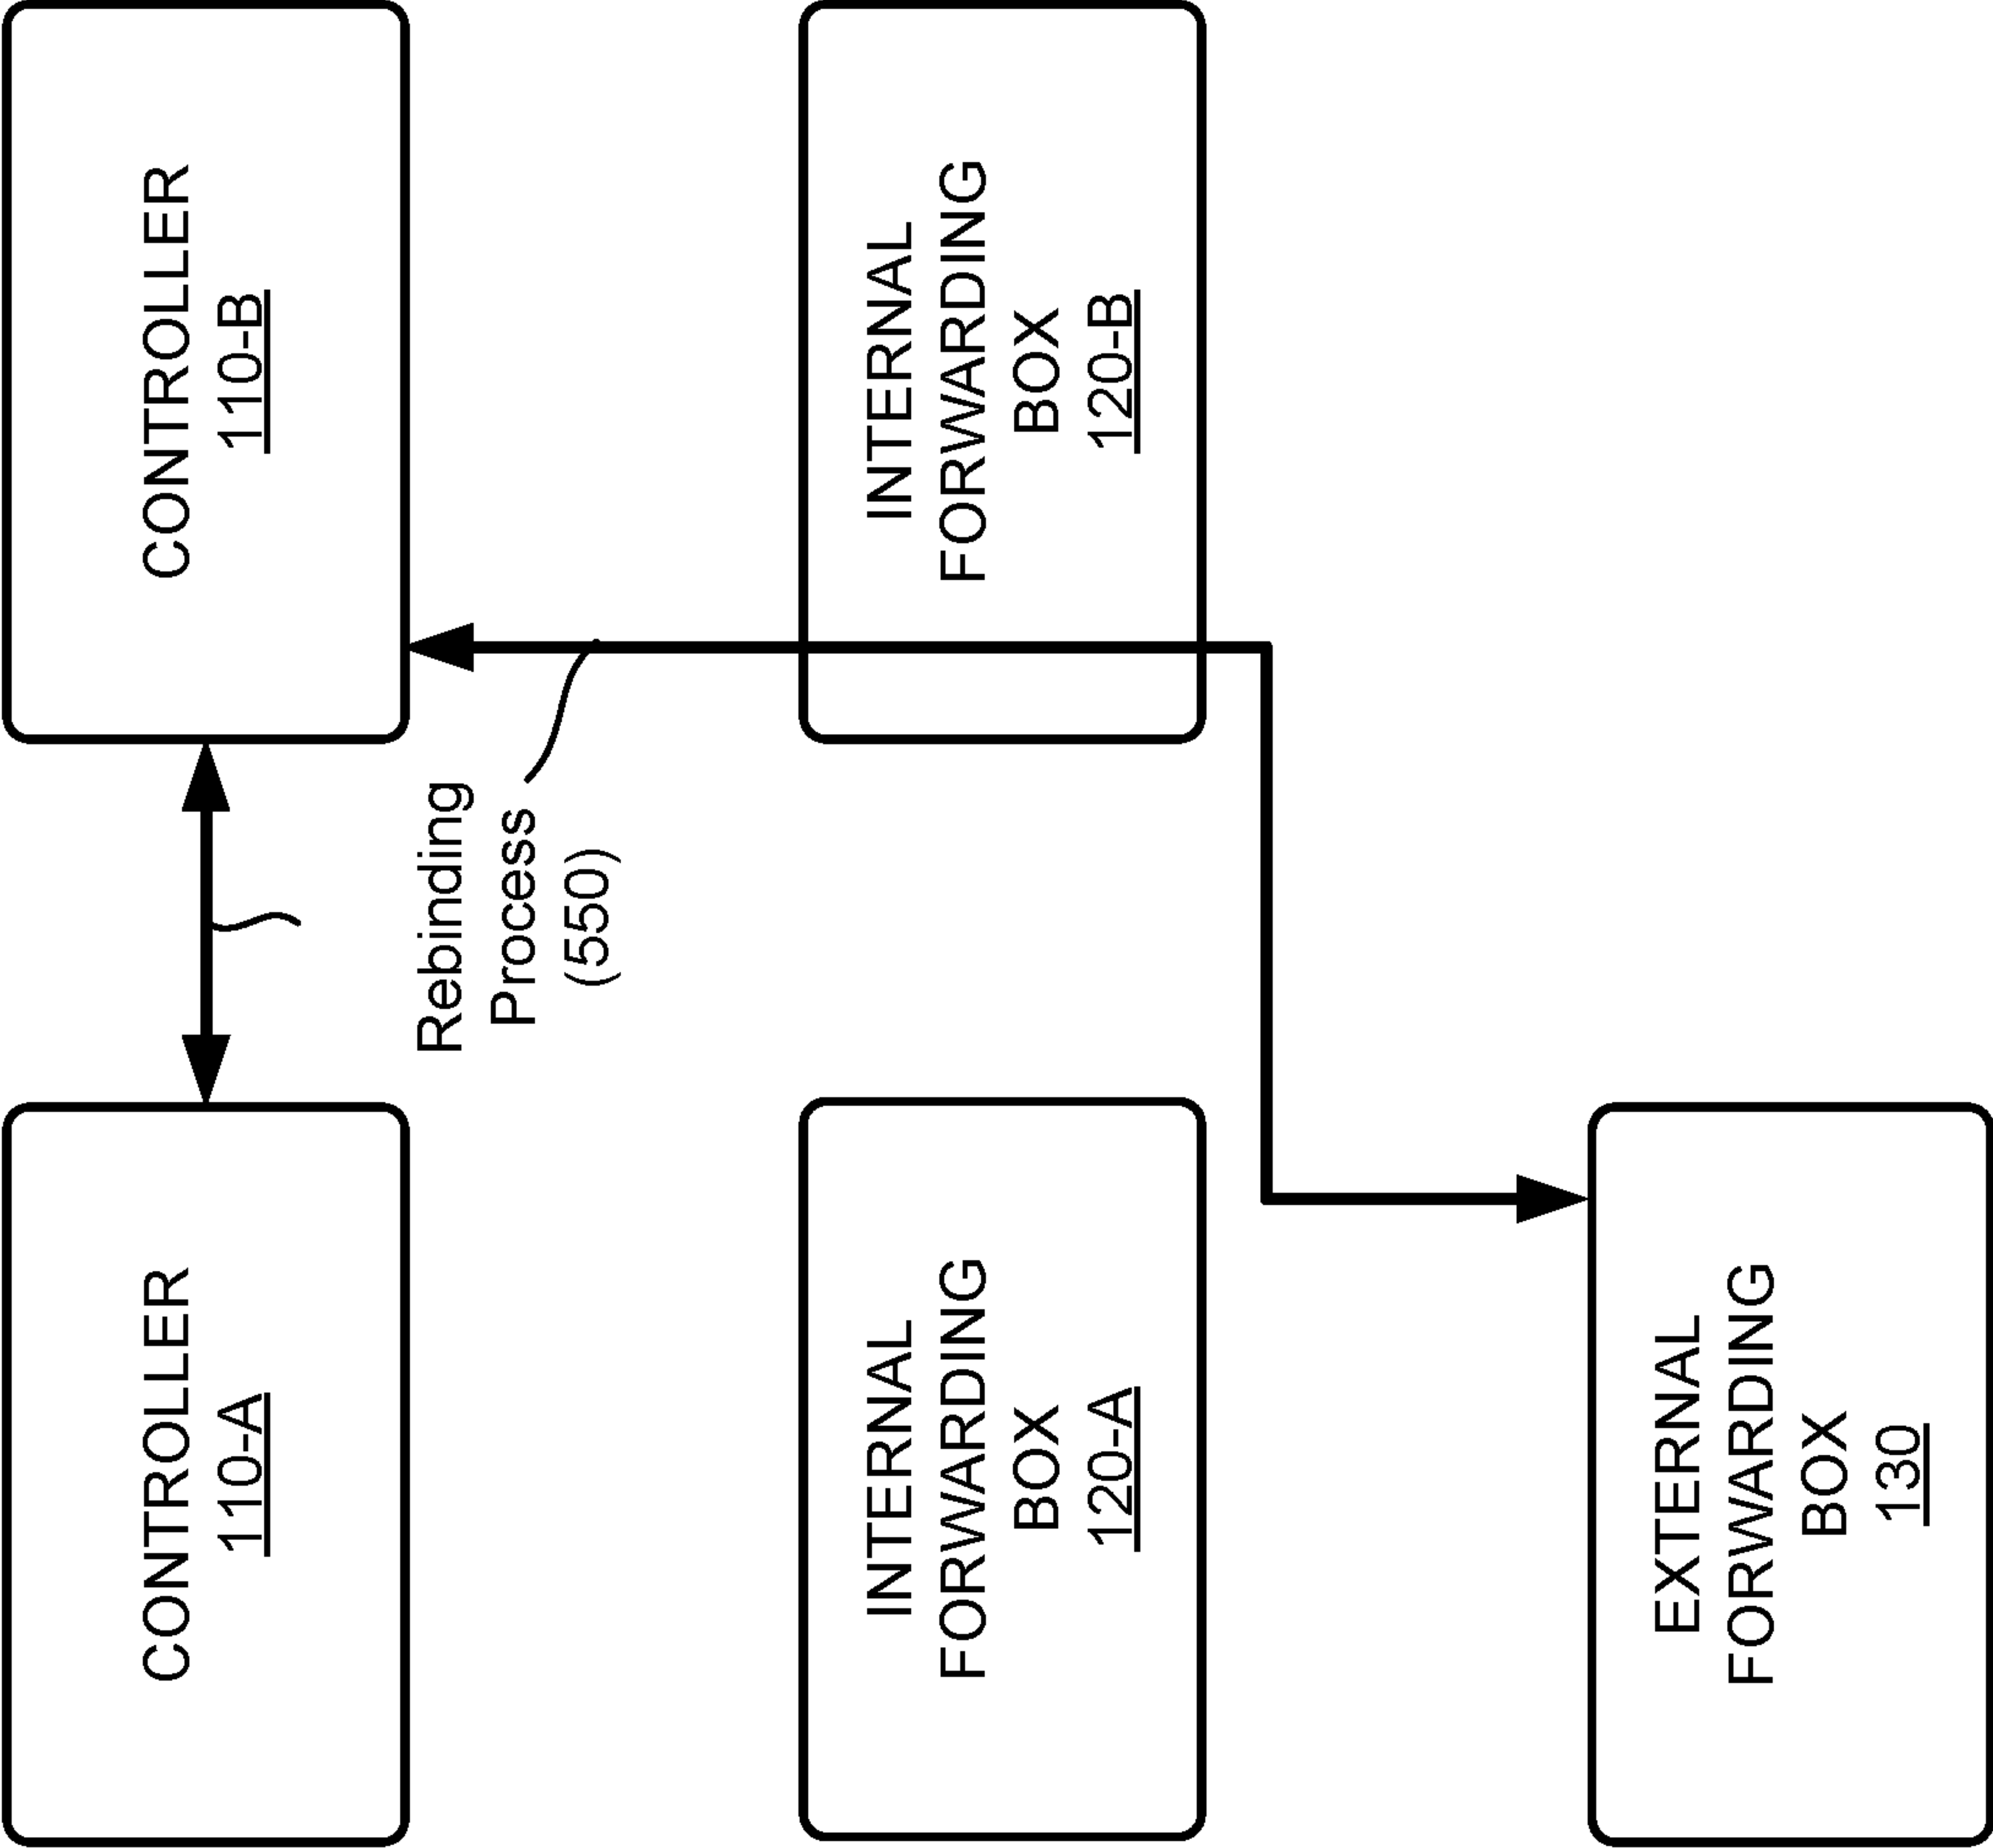 CONTROLLER
110-A
CONTROLLER
110-B
Rebinding
Process
(550)
INTERNAL
FORWARDING
BOX
120-A
INTERNAL
FORWARDING
BOX
120-B
EXTERNAL
FORWARDING
BOX
130